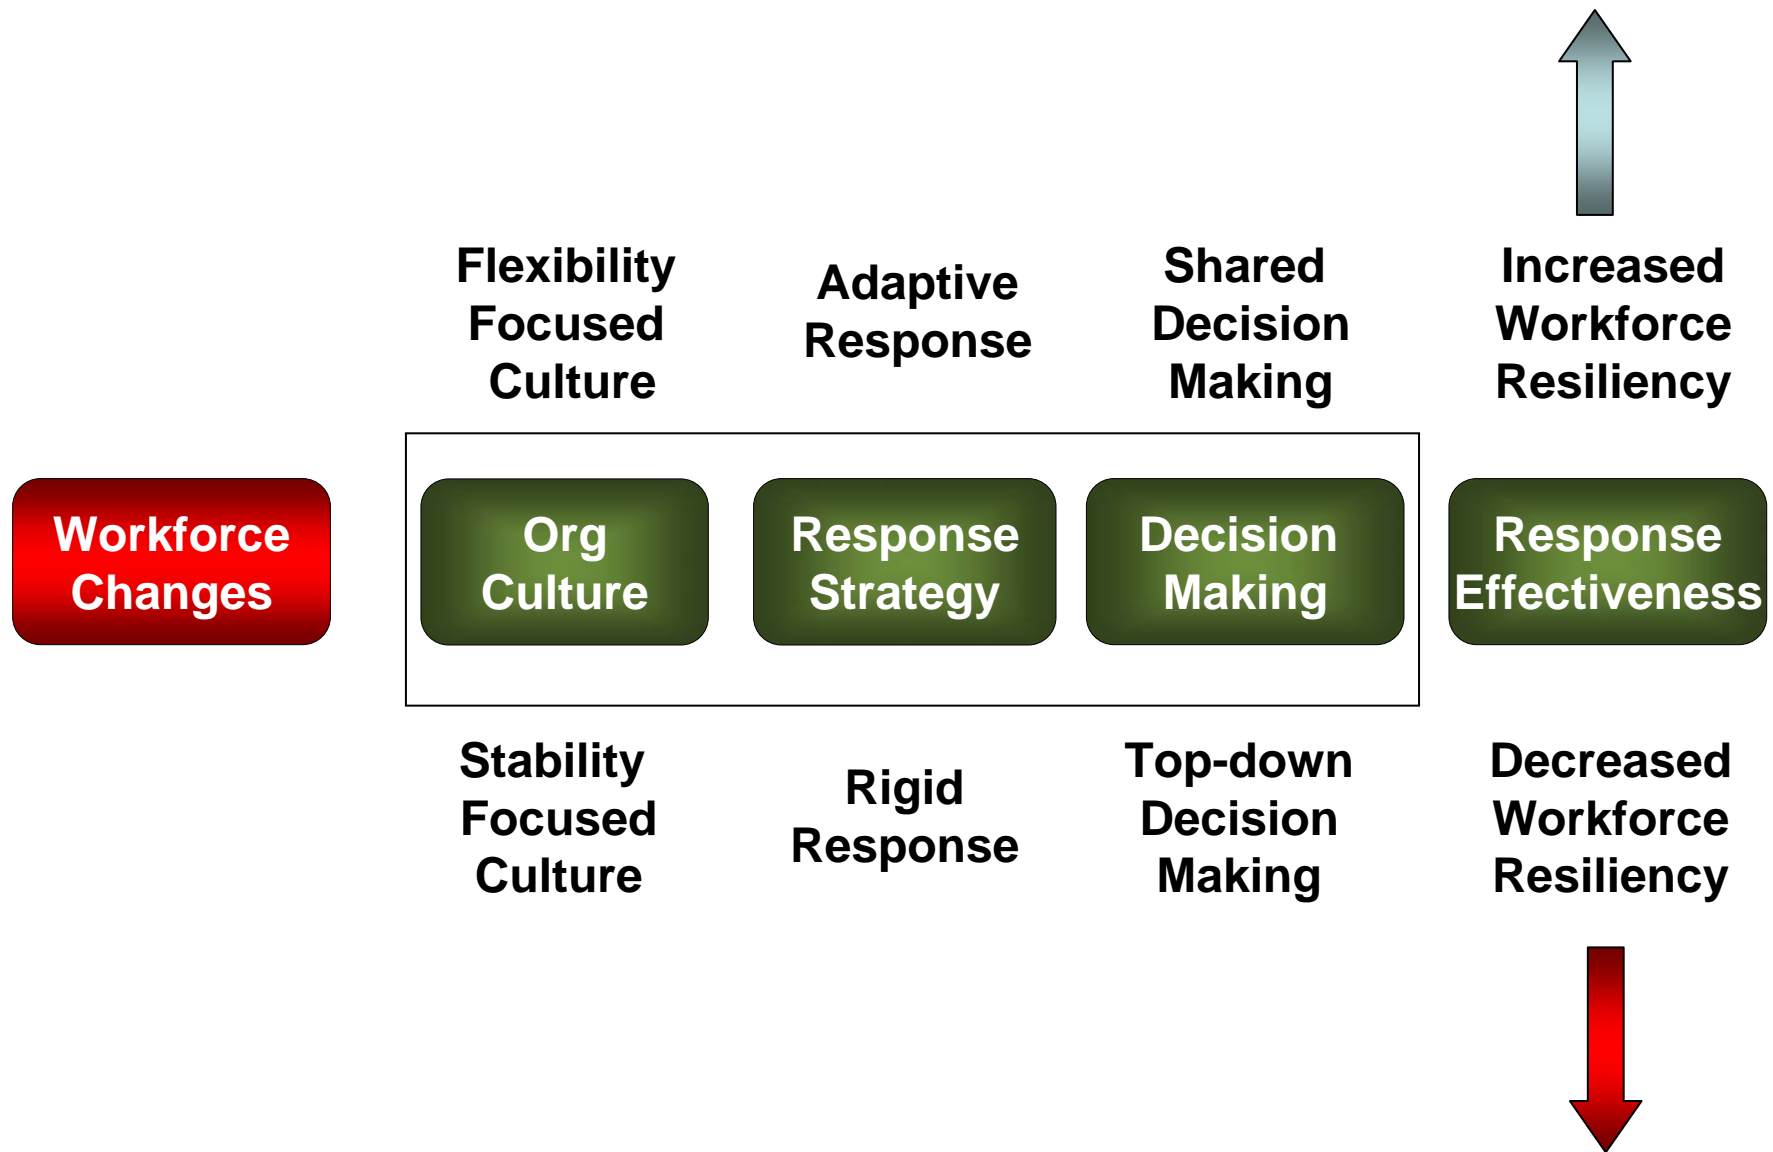 Flexibility
Focused
Culture
Adaptive
Response
Shared
Decision
Making
Increased
Workforce
Resiliency
Workforce
Changes
Org
Culture
Response
Strategy
Decision
Making
Response
Effectiveness
Stability
Focused
Culture
Rigid
Response
Top-down
Decision
Making
Decreased
Workforce
Resiliency